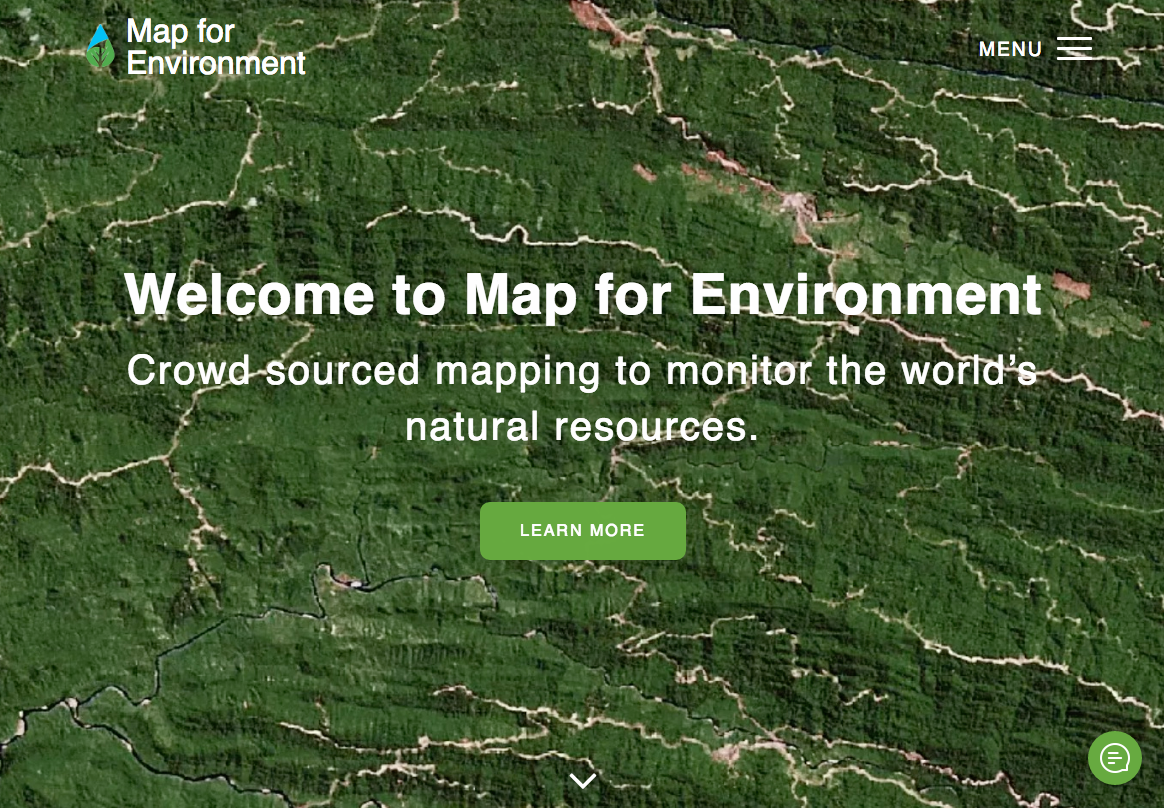 Map for
Environment
MENU
Welcome to Map for Environment
Crowd sourced mapping to monitor the world’s
natural resources.
LEARN MORE